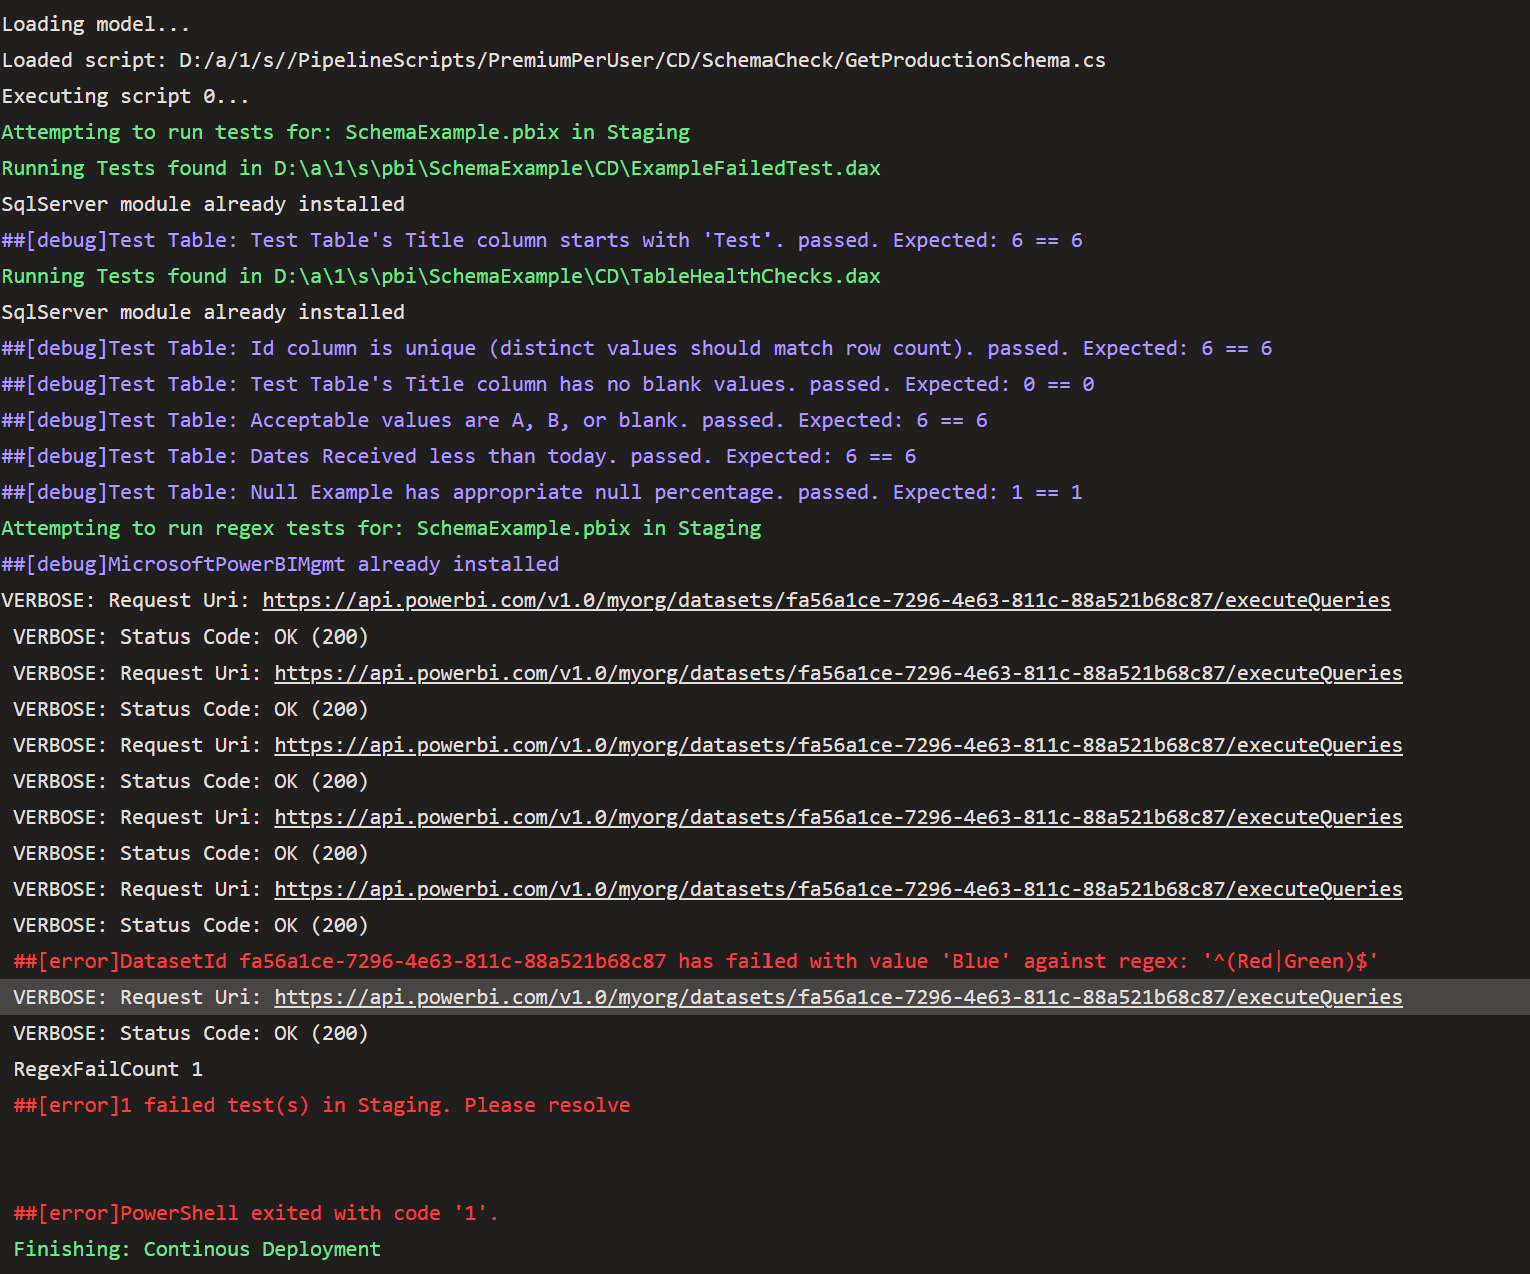 Loading model...
Loaded script: D:/a/1/s//PipelineScripts/PremiumPerUser/CD/SchemaCheck/GetProductionSchema.cs
Executing script 0...
Attempting to run tests for: SchemaExample.pbix in Staging
Running Tests found in D:\a\1\s\pbi\SchemaExample\CD\ExampleFailedTest.dax
SqlServer module already installed
##[debug]Test Table: Test Table's Title column starts with 'Test'. passed. Expected: 6 == 6
Running Tests found in D:\a\1\s\pbi\SchemaExample\CD\TableHealthChecks.dax
SqlServer module already installed
##[debug]Test Table: Id column is unique (distinct values should match row count). passed. Expected: 6 == 6
##[debug]Test Table: Test Table's Title column has no blank values. passed. Expected: 0 == 0
##[debug]Test Table: Acceptable values are A, B, or blank. passed. Expected: 6 == 6
##[debug]Test Table: Dates Received less than today. passed. Expected: 6 == 6
##[debug]Test Table: Null Example has appropriate null percentage. passed. Expected: 1 == 1
Attempting to run regex tests for: SchemaExample.pbix in Staging
##[debug]MicrosoftPowerBIMgmt already installed
VERBOSE: Request Uri: https://api.powerbi.com/v1.0/myorg/datasets/fa56a1ce-7296-4e63-811c-88a521b68c87/executeQueries
VERBOSE: Status Code: OK (200)
VERBOSE: Request Uri: https://api.powerbi.com/v1.0/myorg/datasets/fa56a1ce-7296-4e63-811c-88a521b68c87/executeQueries
VERBOSE: Status Code: OK (200)
VERBOSE: Request Uri: https://api.powerbi.com/v1.0/myorg/datasets/fa56a1ce-7296-4e63-811c-88a521b68c87/executeQueries
VERBOSE: Status Code: OK (200)
VERBOSE: Request Uri: https://api.powerbi.com/v1.0/myorg/datasets/fa56a1ce-7296-4e63-811c-88a521b68c87/executeQueries
VERBOSE: Status Code: OK (200)
VERBOSE: Request Uri: https://api.powerbi.com/v1.0/myorg/datasets/fa56a1ce-7296-4e63-811c-88a521b68c87/executeQueries
VERBOSE: Status Code: OK (200)
##[error]DatasetId fa56a1ce-7296-4e63-811c-88a521b68c87 has failed with value 'Blue' against regex: '^(Red|Green)$'
VERBOSE: Request Uri: https://api.powerbi.com/v1.0/myorg/datasets/fa56a1ce-7296-4e63-811c-88a521b68c87/executeQueries
VERBOSE: Status Code: OK (200)
RegexFailCount 1
##[error]1 failed test(s) in Staging. Please resolve
##[error]PowerShell exited with code '1'.
Finishing: Continous Deployment